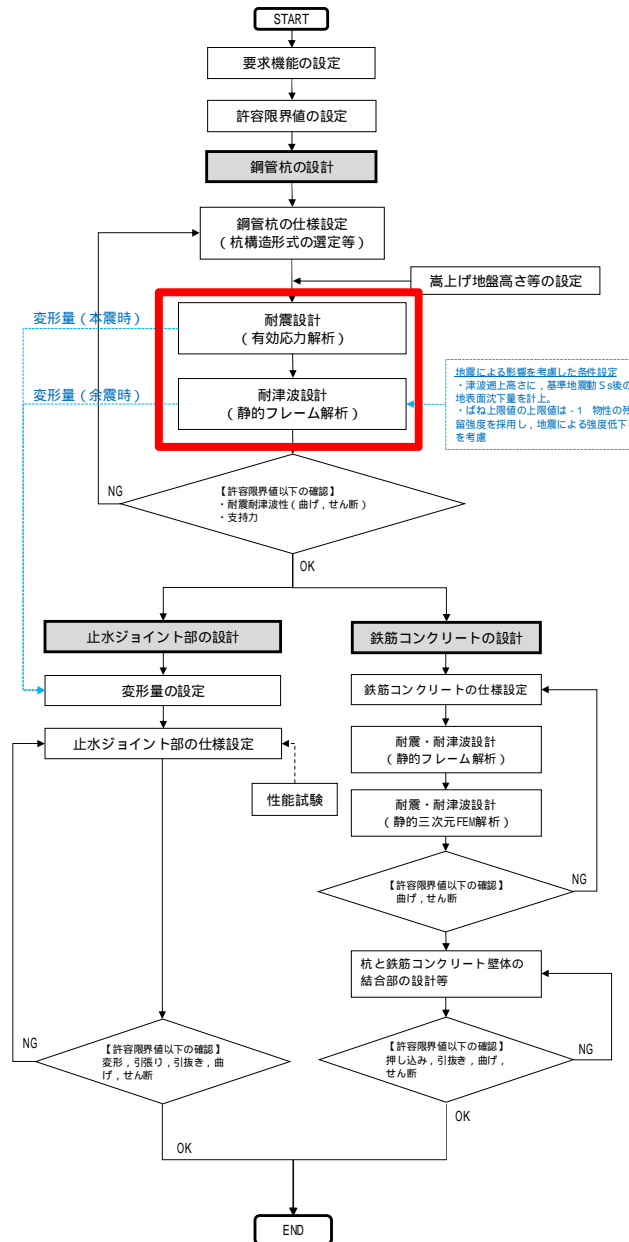 START
要求機能の設定
許容限界値の設定
鋼管杭の設計
鋼管杭の仕様設定
(杭構造形式の選定等)
嵩上げ地盤高さ等の設定
変形量(本震時)
耐震設計
(有効応力解析)
変形量(余震時)
耐津波設計
(静的フレーム解析)
地震による影響を考慮した条件設定
・津波遡上高さに,基準地震動Ss後の
地表面沈下量を計上。
・ばね上限値の上限値は-1 物性の残
留強度を採用し,地震による強度低下
を考慮
NG
【許容限界値以下の確認】
・耐震耐津波性(曲げ,せん断)
・支持力
OK
止水ジョイント部の設計
鉄筋コンクリートの設計
変形量の設定
鉄筋コンクリートの仕様設定
止水ジョイント部の仕様設定
耐震・耐津波設計
(静的フレーム解析)
性能試験
耐震・耐津波設計
(静的三次元FEM解析)
【許容限界値以下の確認】
曲げ,せん断
NG
杭と鉄筋コンクリート壁体の
結合部の設計等
NG
【許容限界値以下の確認】
変形,引張り,引抜き,曲
げ,せん断
【許容限界値以下の確認】
押し込み,引抜き,曲げ,
せん断
NG
OK
OK
END